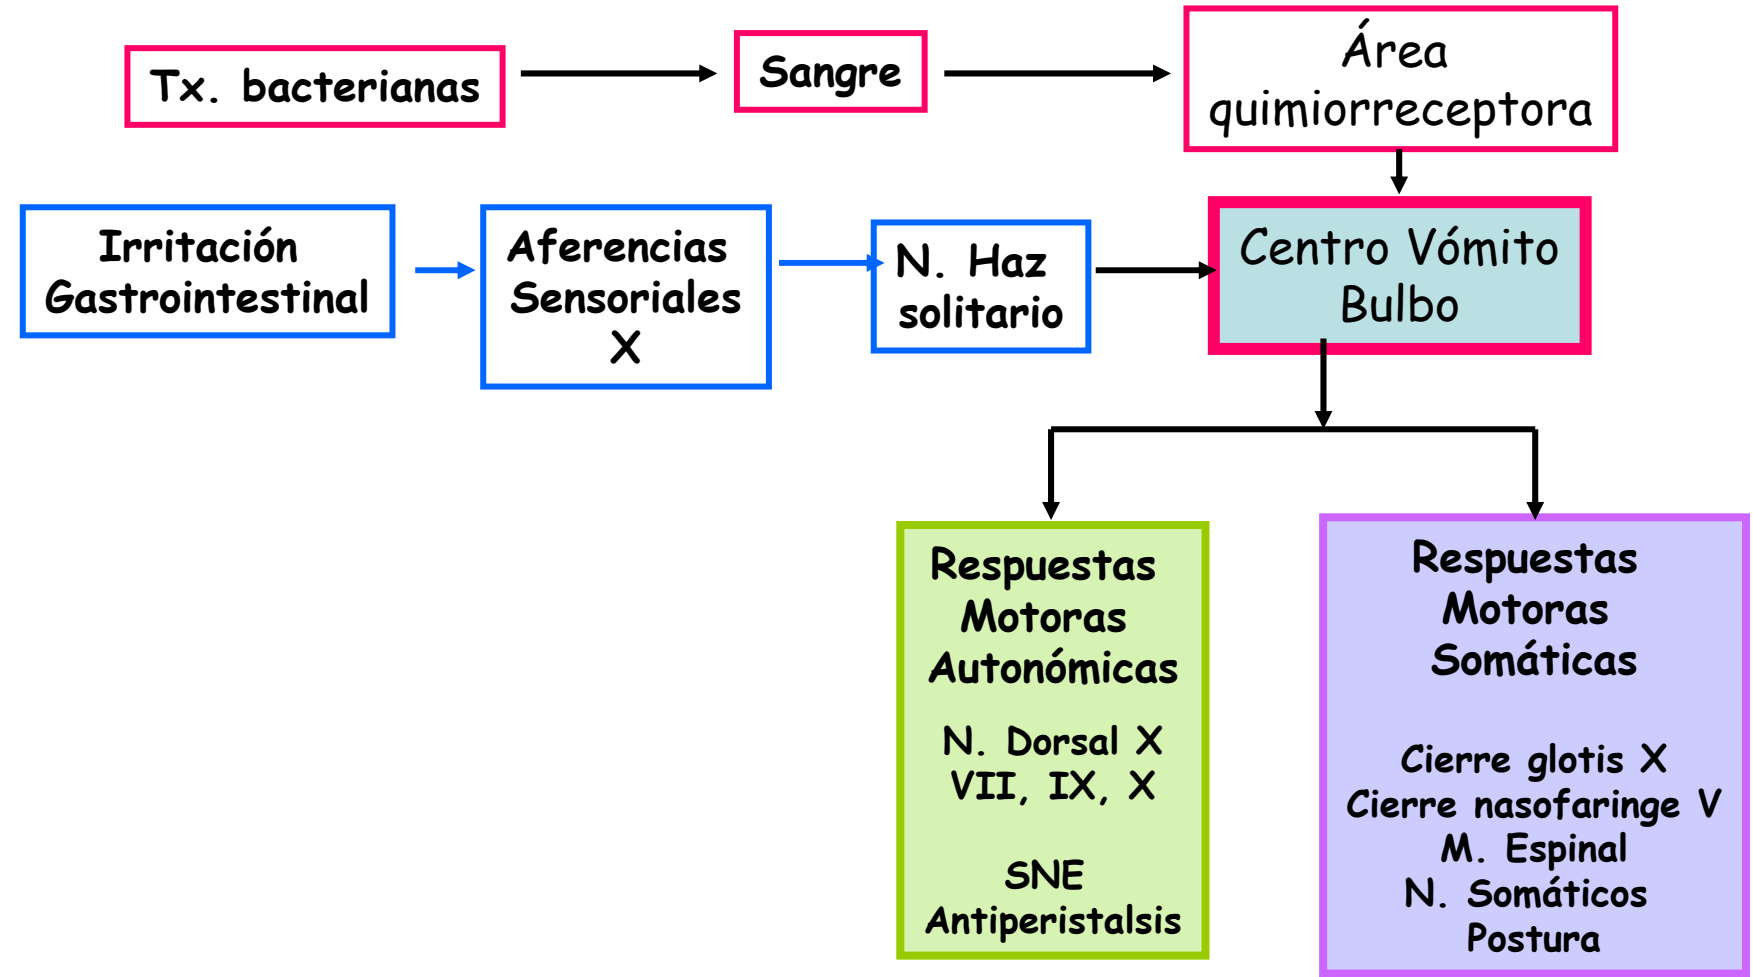 Tx. bacterianas
Sangre
Área
quimiorreceptora
Irritación
Gastrointestinal
Aferencias
Sensoriales
X
N. Haz
solitario
Centro Vómito
Bulbo
Respuestas
Motoras
Autonómicas
N. Dorsal X
VII, IX, X
SNE
Antiperistalsis
Respuestas
Motoras
Somáticas
Cierre glotis X
Cierre nasofaringe V
M. Espinal
N. Somáticos
Postura